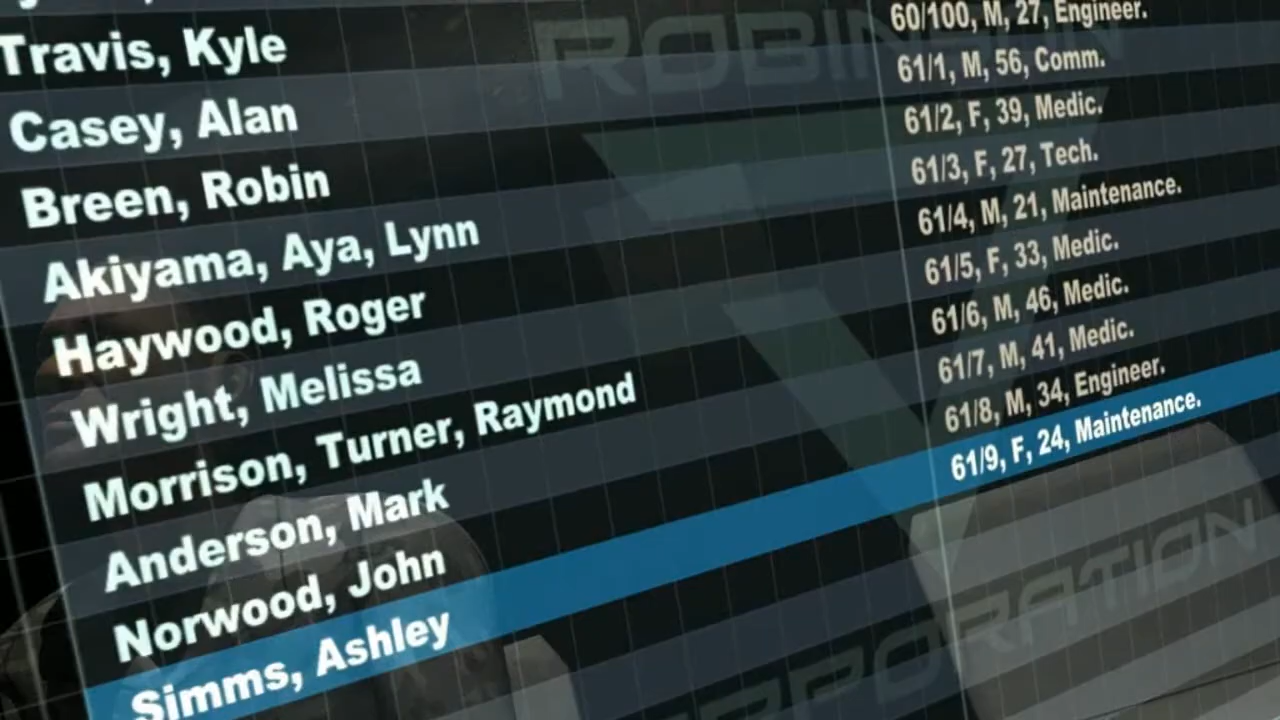 Travis, Kyle 60/100, M, 27, Engineer.
Casey, Alan 61/1, M, 56, Comm.
Breen, Robin 61/2, F, 39, Medic.
Akiyama, Aya, Lynn 61/3, F, 27, Tech.
Haywood, Roger 61/4, M, 21, Maintenance.
Wright, Melissa 61/5, F, 33, Medic.
Morrison, Turner, Raymond 61/6, M, 46, Medic.
Anderson, Mark 61/7, M, 41, Medic.
Norwood, John 61/8, M, 34, Engineer.
Simms, Ashley 61/9, F, 24, Maintenance.